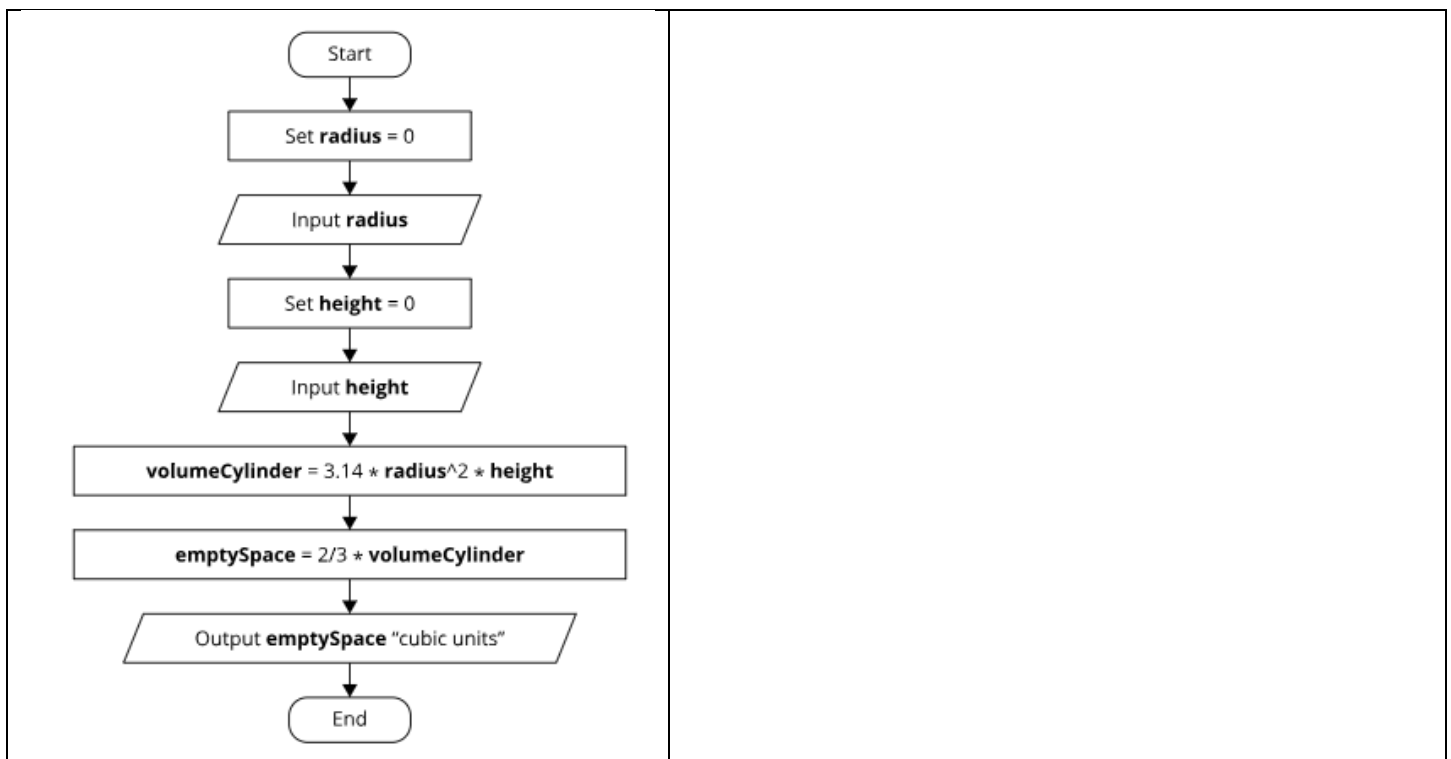 Start
Set radius = 0
Input radius
Set height = 0
Input height
volumeCylinder = 3.14 * radius^2 * height
emptySpace = 2/3 * volumeCylinder
Output emptySpace “cubic units”
End